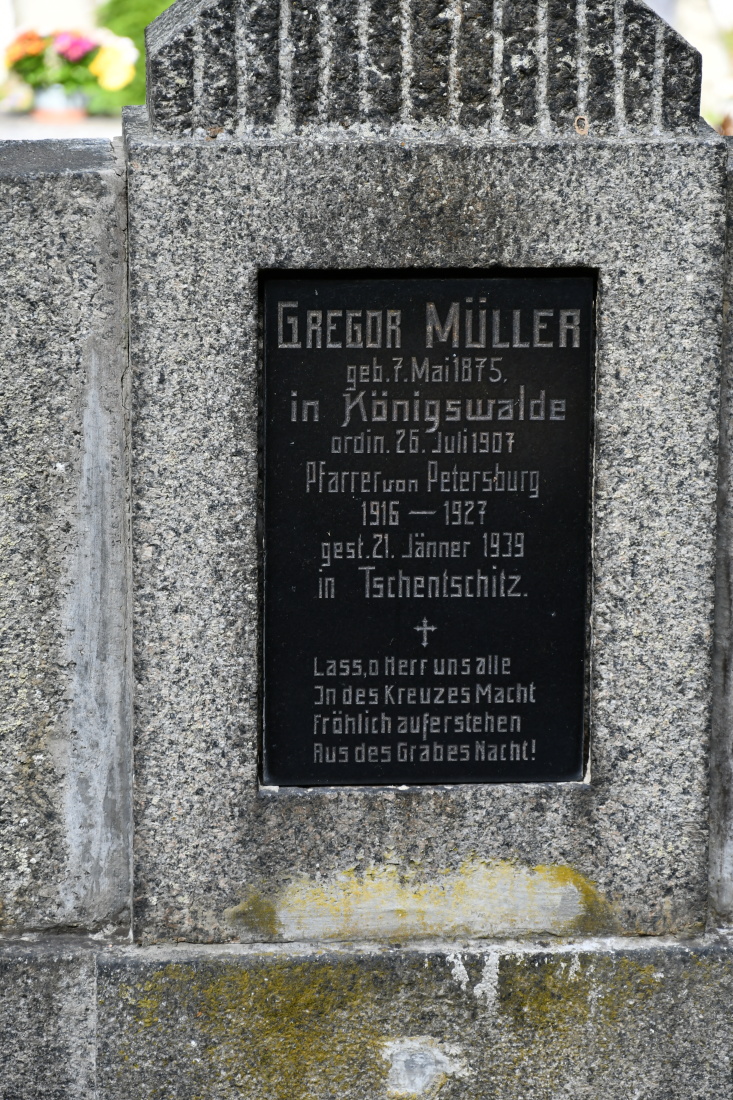 GREGOR MÜLLER
geb. 7. Mai 1875.
in Königswalde
ordin. 26. Juli 1907
Pfarrer von Petersburg
1916 — 1927
gest. 21. Jänner 1939
in Tschentschitz.
Lass, o Herr uns alle
In des Kreuzes Macht
Fröhlich auferstehen
Aus des Grabes Nacht!